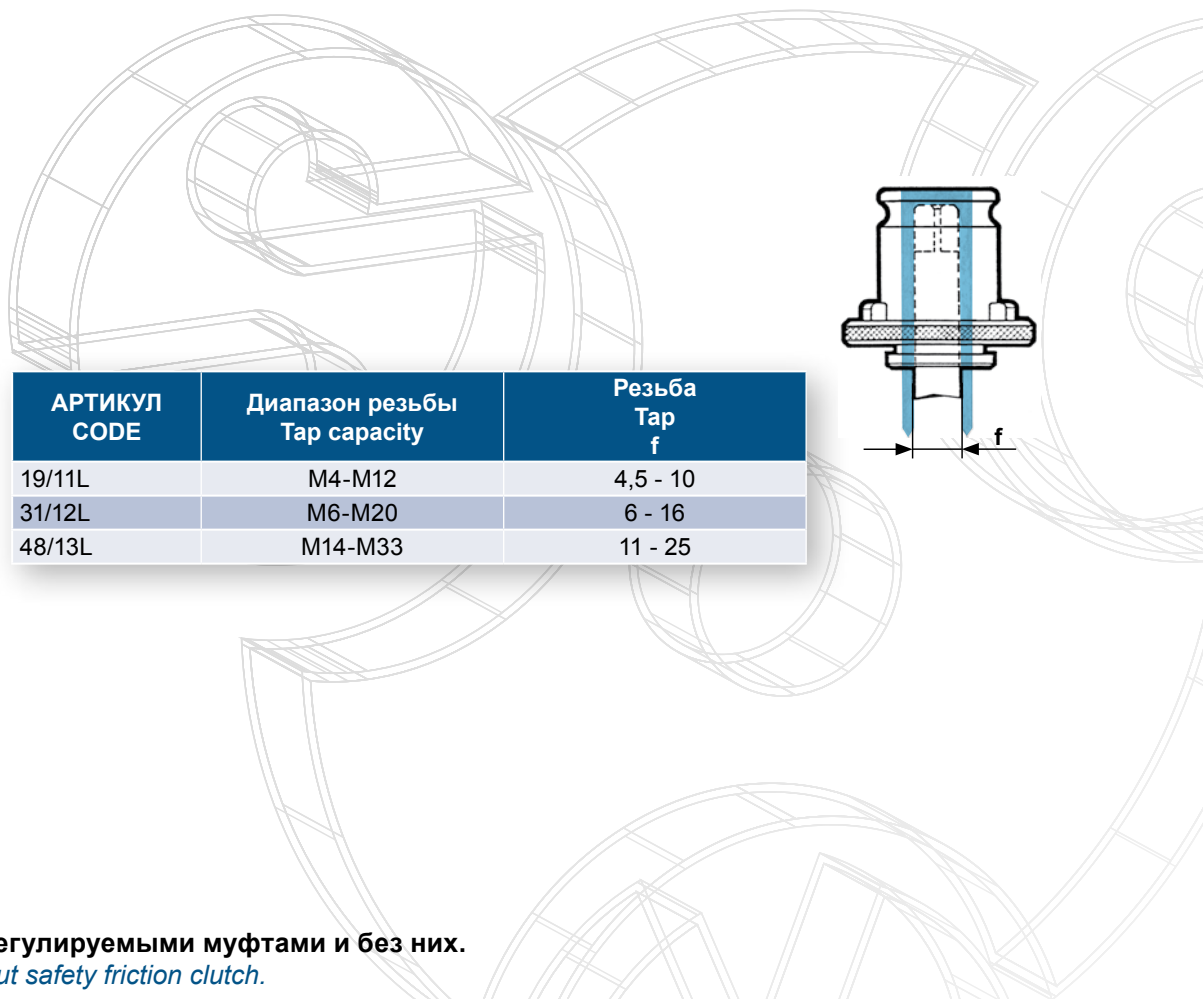 АРТИКУЛ
CODE
Диапазон резьбы
Tap capacity
Резьба
Tap
f
19/11L M4-M12 4,5 - 10
31/12L M6-M20 6 - 16
48/13L M14-M33 11 - 25
f
егулируемыми муфтами и без них.
ut safety friction clutch.